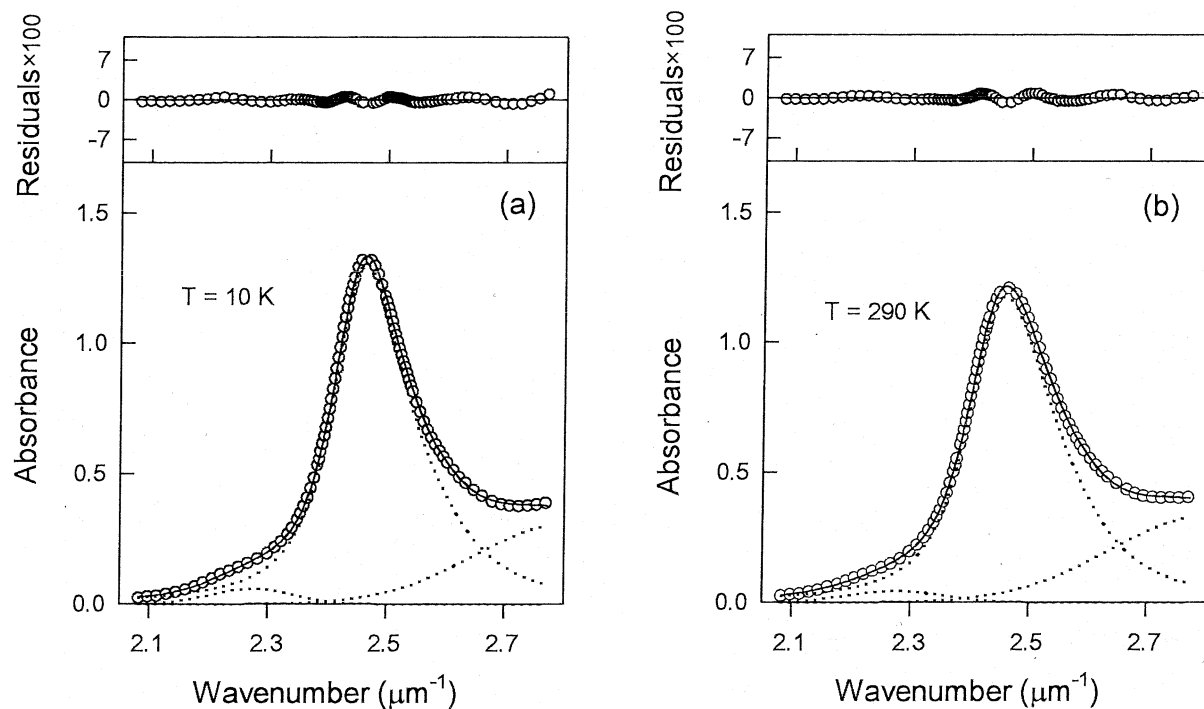 Residuals×100
7
0
-7
(a)
T = 10 K
Absorbance
1.5
1.0
0.5
0.0
2.1 2.3 2.5 2.7
Wavenumber (μm⁻¹)
Residuals×100
7
0
-7
(b)
T = 290 K
Absorbance
1.5
1.0
0.5
0.0
2.1 2.3 2.5 2.7
Wavenumber (μm⁻¹)